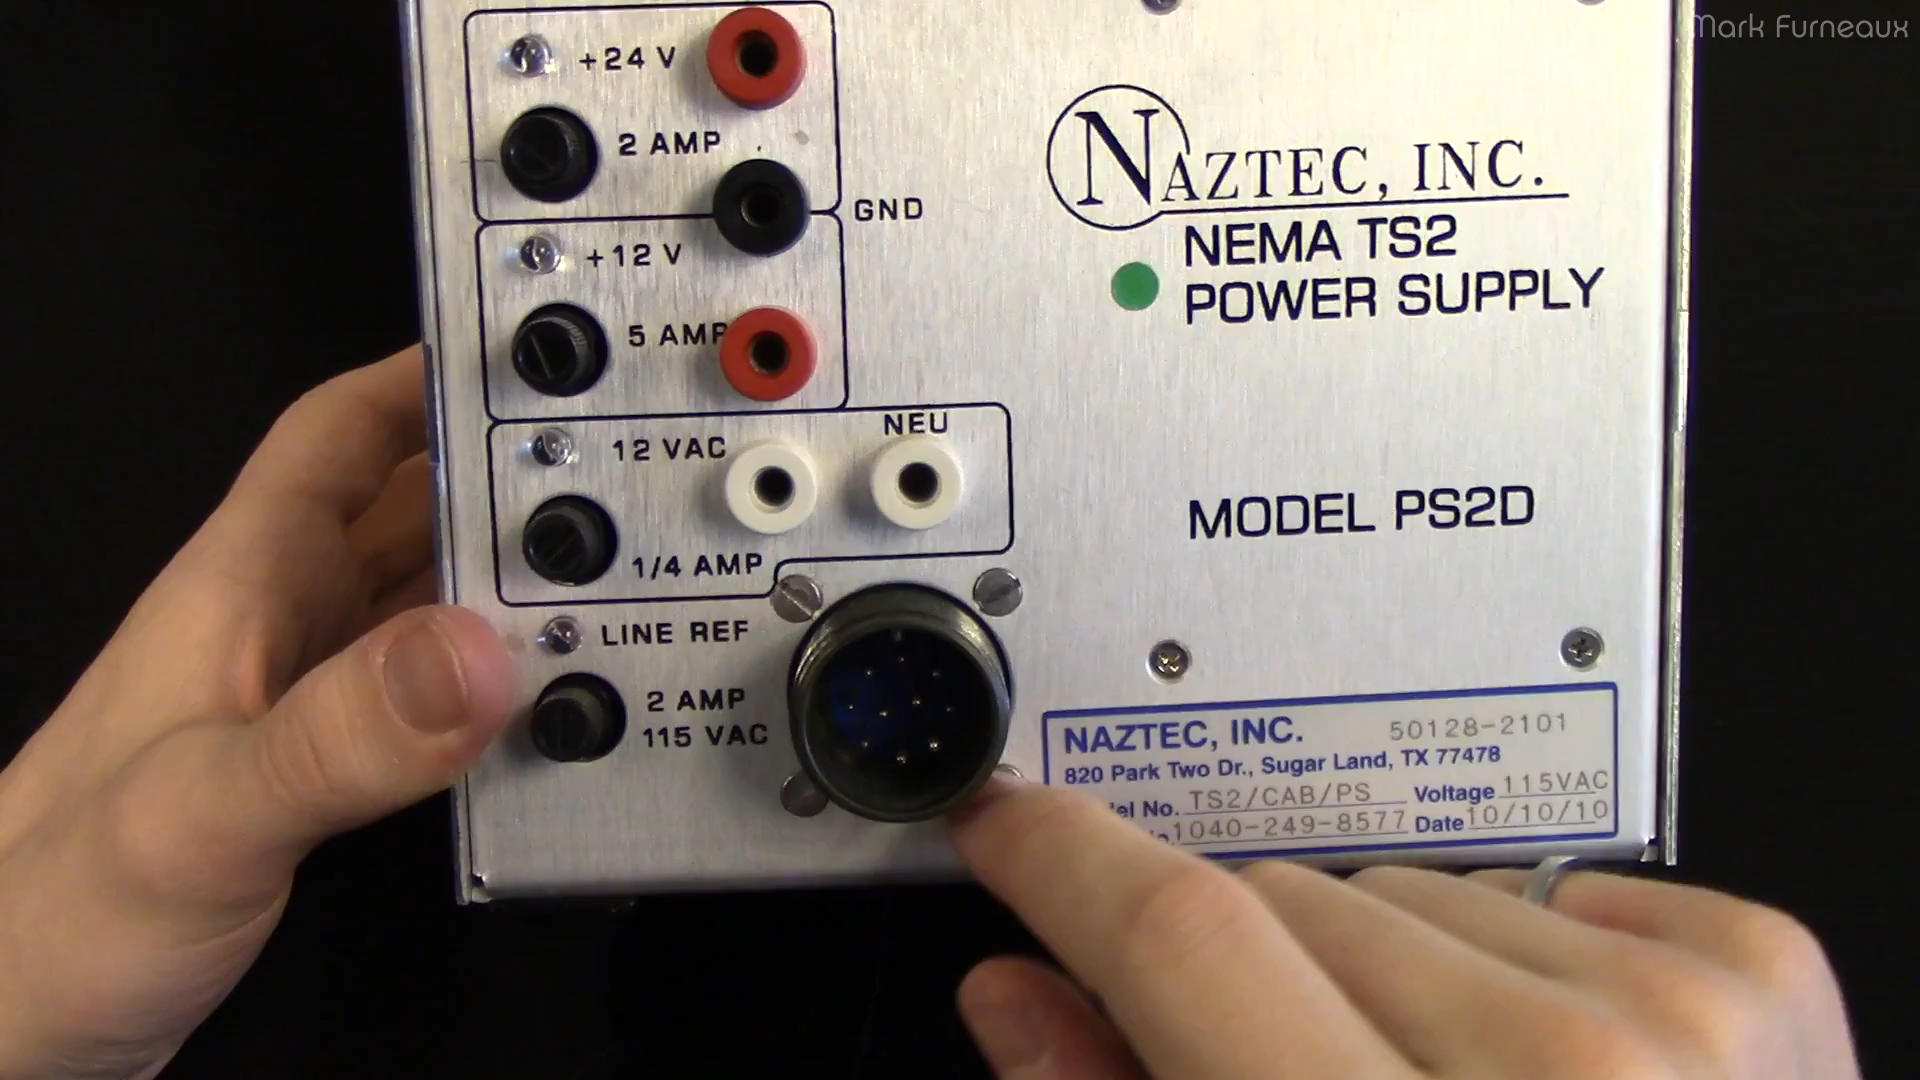 Mark Furneaux
+24 V
2 AMP
GND
+12 V
5 AMP
12 VAC
NEU
1/4 AMP
LINE REF
2 AMP
115 VAC
NAZTEC, INC.
NEMA TS2
POWER SUPPLY
MODEL PS2D
NAZTEC, INC. 50128-2101
820 Park Two Dr., Sugar Land, TX 77478
TS2/CAB/PS Voltage 115VAC
1040-249-8577 Date 10/10/10